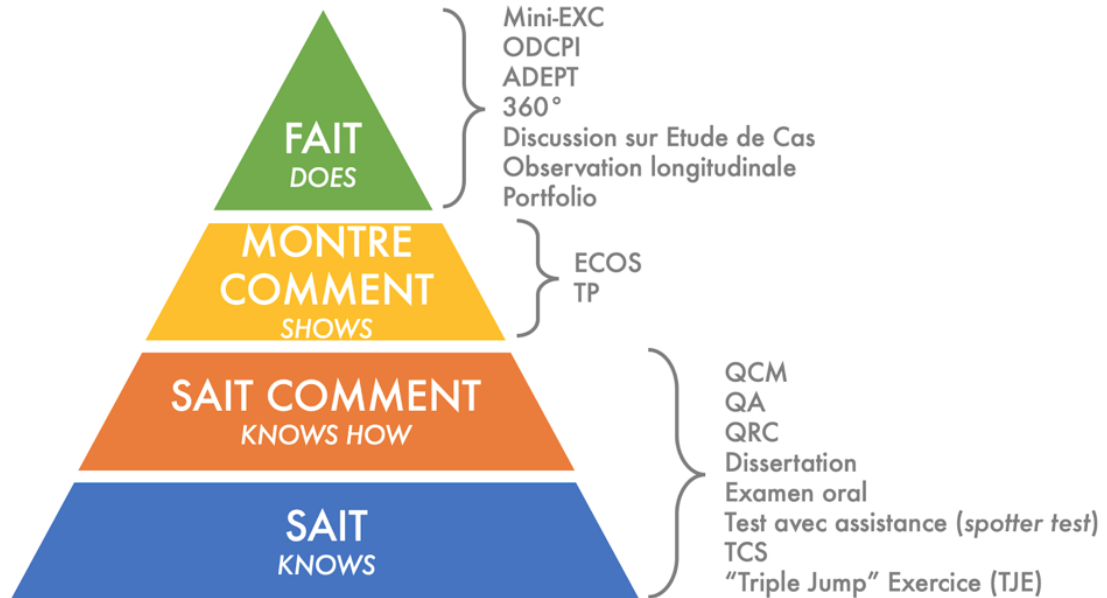 FAIT
DOES
Mini-EXC
ODCPI
ADEPT
360°
Discussion sur Etude de Cas
Observation longitudinale
Portfolio
MONTRE
COMMENT
SHOWS
ECOS
TP
SAIT COMMENT
KNOWS HOW
SAIT
KNOWS
QCM
QA
QRC
Dissertation
Examen oral
Test avec assistance (spotter test)
TCS
“Triple Jump” Exercice (TJE)